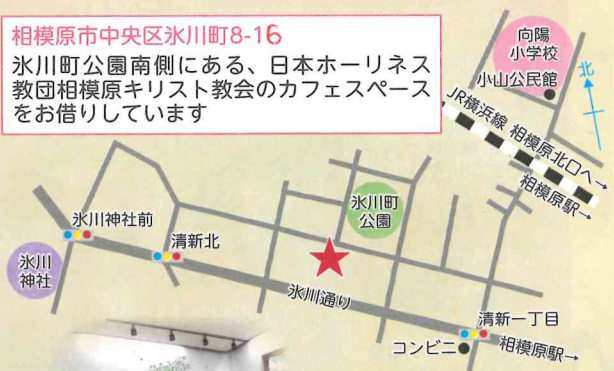 相模原市中央区氷川町8-16
氷川町公園南側にある、日本ホーリネス
教団相模原キリスト教会のカフェスペース
をお借りしています
向陽
小学校
小山公民館
北
JR横浜線 相模原北口へ→
相模原駅→
氷川町
公園
氷川神社前
清新北
氷川
神社
氷川通り
清新一丁目
コンビニ
相模原駅→